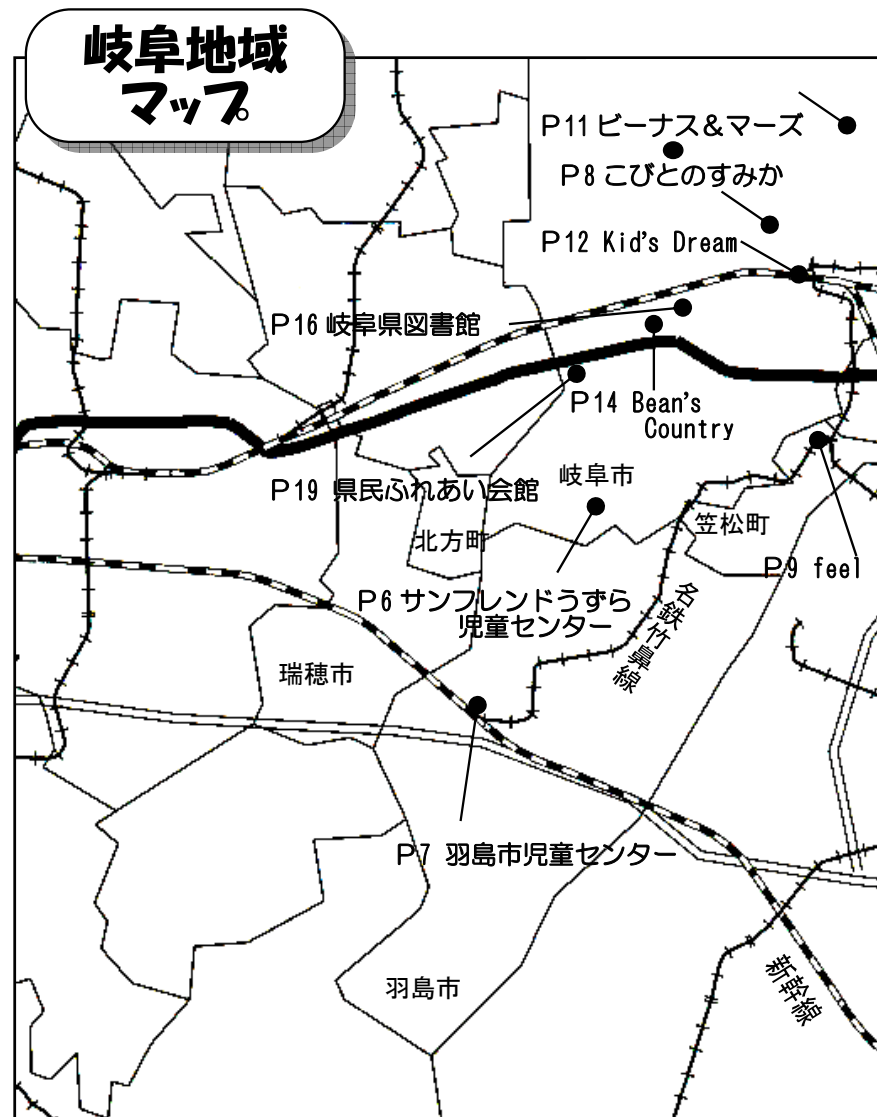 岐阜地域
マップ
P11 ビーナス&マーズ
P8 こびとのすみか
P12 Kid's Dream
P16 岐阜県図書館
P14 Bean's
Country
P19 県民ふれあい会館
岐阜市
北方町
笠松町
P9 feel
P6 サンフレンドうずら
児童センター
名鉄竹鼻線
瑞穂市
P7 羽島市児童センター
羽島市
新幹線